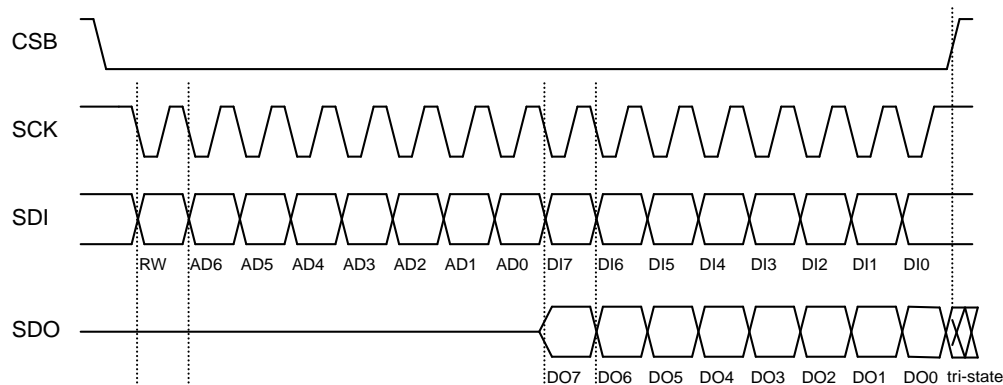 CSB
SCK
SDI
RW AD6 AD5 AD4 AD3 AD2 AD1 AD0 DI7 DI6 DI5 DI4 DI3 DI2 DI1 DI0
SDO
DO7 DO6 DO5 DO4 DO3 DO2 DO1 DO0 tri-state